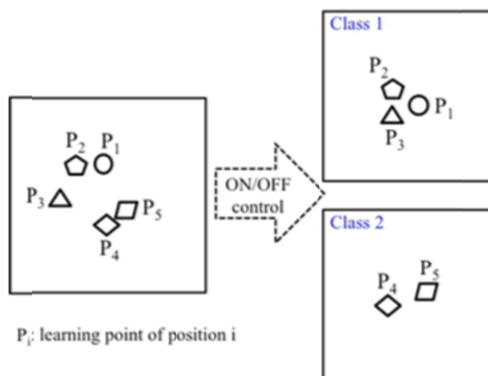 Class 1
P₂
P₁
P₃
P₂ P₁
P₃
P₅
P₄
ON/OFF
control
Class 2
P₄ P₅
Pᵢ: learning point of position i